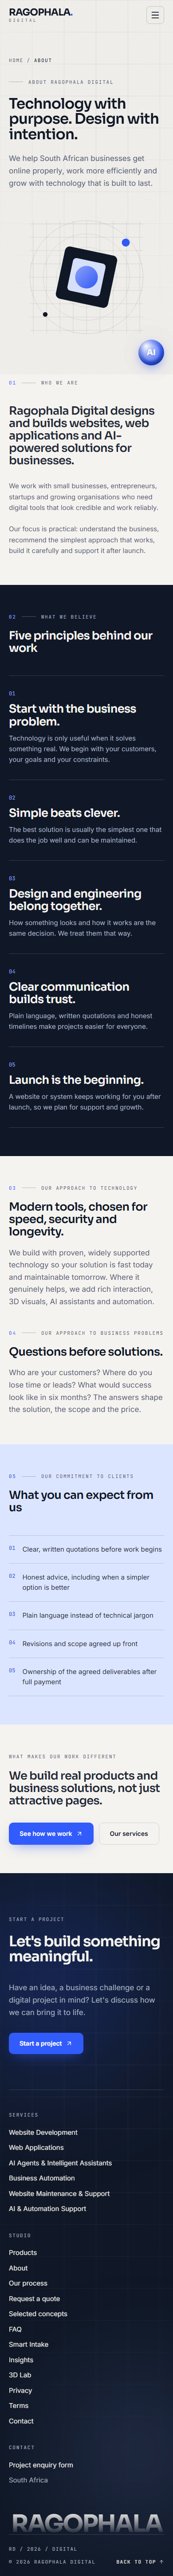 RAGOPHALA.
DIGITAL
HOME / ABOUT
ABOUT RAGOPHALA DIGITAL
Technology with
purpose. Design with
intention.
We help South African businesses get
online properly, work more efficiently and
grow with technology that is built to last.
AI
01 WHO WE ARE
Ragophala Digital designs
and builds websites, web
applications and AI-
powered solutions for
businesses.
We work with small businesses, entrepreneurs,
startups and growing organisations who need
digital tools that look credible and work reliably.
Our focus is practical: understand the business,
recommend the simplest approach that works,
build it carefully and support it after launch.
02 WHAT WE BELIEVE
Five principles behind our
work
01
Start with the business
problem.
Technology is only useful when it solves
something real. We begin with your customers,
your goals and your constraints.
02
Simple beats clever.
The best solution is usually the simplest one that
does the job well and can be maintained.
03
Design and engineering
belong together.
How something looks and how it works are the
same decision. We treat them that way.
04
Clear communication
builds trust.
Plain language, written quotations and honest
timelines make projects easier for everyone.
05
Launch is the beginning.
A website or system keeps working for you after
launch, so we plan for support and growth.
03 OUR APPROACH TO TECHNOLOGY
Modern tools, chosen for
speed, security and
longevity.
We build with proven, widely supported
technology so your solution is fast today
and maintainable tomorrow. Where it
genuinely helps, we add rich interaction,
3D visuals, AI assistants and automation.
04 OUR APPROACH TO BUSINESS PROBLEMS
Questions before solutions.
Who are your customers? Where do you
lose time or leads? What would success
look like in six months? The answers shape
the solution, the scope and the price.
05 OUR COMMITMENT TO CLIENTS
What you can expect from
us
01 Clear, written quotations before work begins
02 Honest advice, including when a simpler
option is better
03 Plain language instead of technical jargon
04 Revisions and scope agreed up front
05 Ownership of the agreed deliverables after
full payment
WHAT MAKES OUR WORK DIFFERENT
We build real products and
business solutions, not just
attractive pages.
See how we work ↗ Our services
START A PROJECT
Let's build something
meaningful.
Have an idea, a business challenge or a
digital project in mind? Let's discuss how
we can bring it to life.
Start a project ↗
SERVICES
Website Development
Web Applications
AI Agents & Intelligent Assistants
Business Automation
Website Maintenance & Support
AI & Automation Support
STUDIO
Products
About
Our process
Request a quote
Selected concepts
FAQ
Smart Intake
Insights
3D Lab
Privacy
Terms
Contact
CONTACT
Project enquiry form
South Africa
RAGOPHALA
RD / 2026 / DIGITAL
© 2026 RAGOPHALA DIGITAL BACK TO TOP ↑